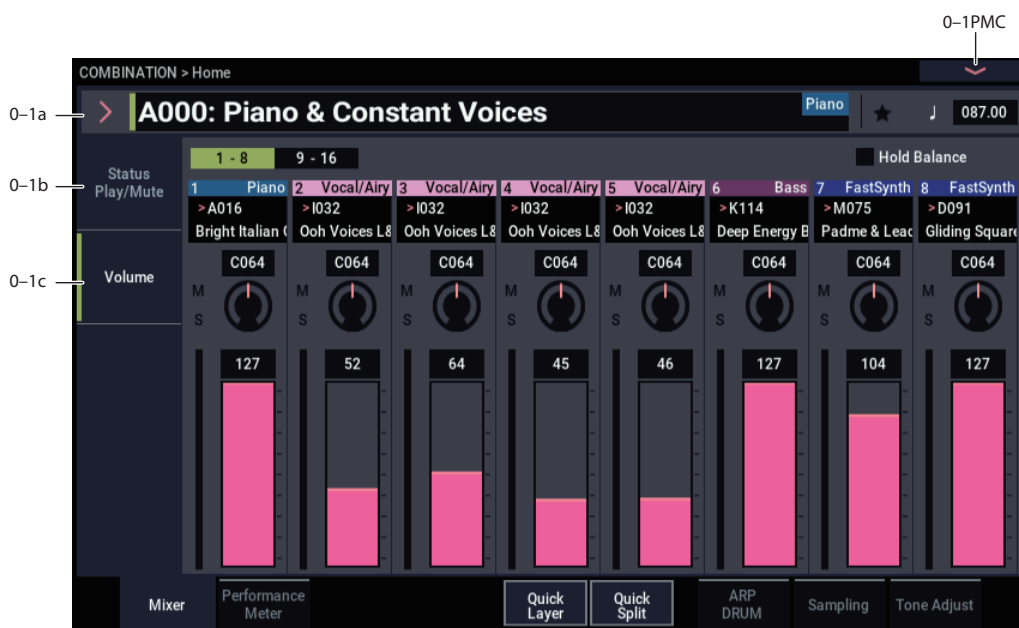 0–1PMC
COMBINATION > Home
0–1a
A000: Piano & Constant Voices
Piano
♩ 087.00
0–1b
Status
Play/Mute
1 - 8 9 - 16
Hold Balance
1 Piano 2 Vocal/Airy 3 Vocal/Airy 4 Vocal/Airy 5 Vocal/Airy 6 Bass 7 FastSynth 8 FastSynth
>A016 >I032 >I032 >I032 >I032 >K114 >M075 >D091
Bright Italian Ooh Voices L& Ooh Voices L& Ooh Voices L& Ooh Voices L& Deep Energy B Padme & Lead Gliding Square
0–1c
Volume
C064 C064 C064 C064 C064 C064 C064 C064
M M M M M M M M
S S S S S S S S
127 52 64 45 46 127 104 127
Mixer
Performance
Meter
Quick
Layer
Quick
Split
ARP
DRUM
Sampling
Tone Adjust